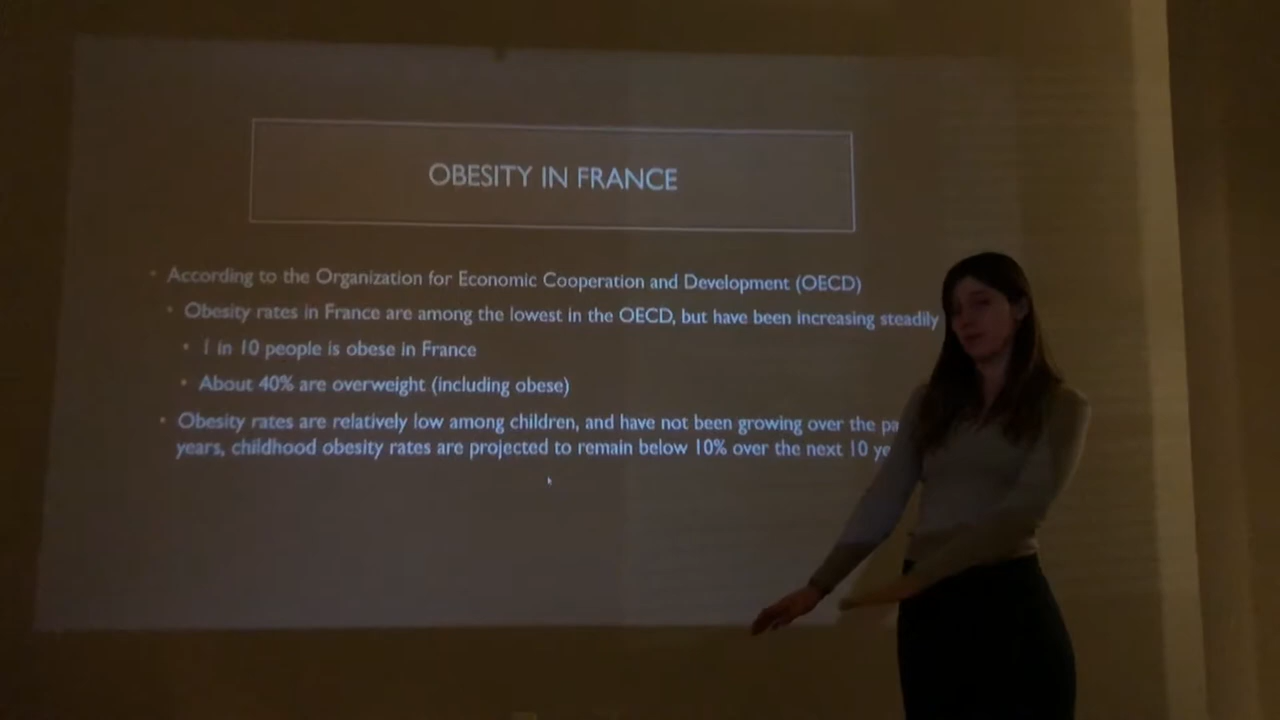 OBESITY IN FRANCE
According to the Organization for Economic Cooperation and Development (OECD)
Obesity rates in France are among the lowest in the OECD, but have been increasing steadily
1 in 10 people is obese in France
About 40% are overweight (including obese)
Obesity rates are relatively low among children, and have not been growing over the
years, childhood obesity rates are projected to remain below 10% over the next 10